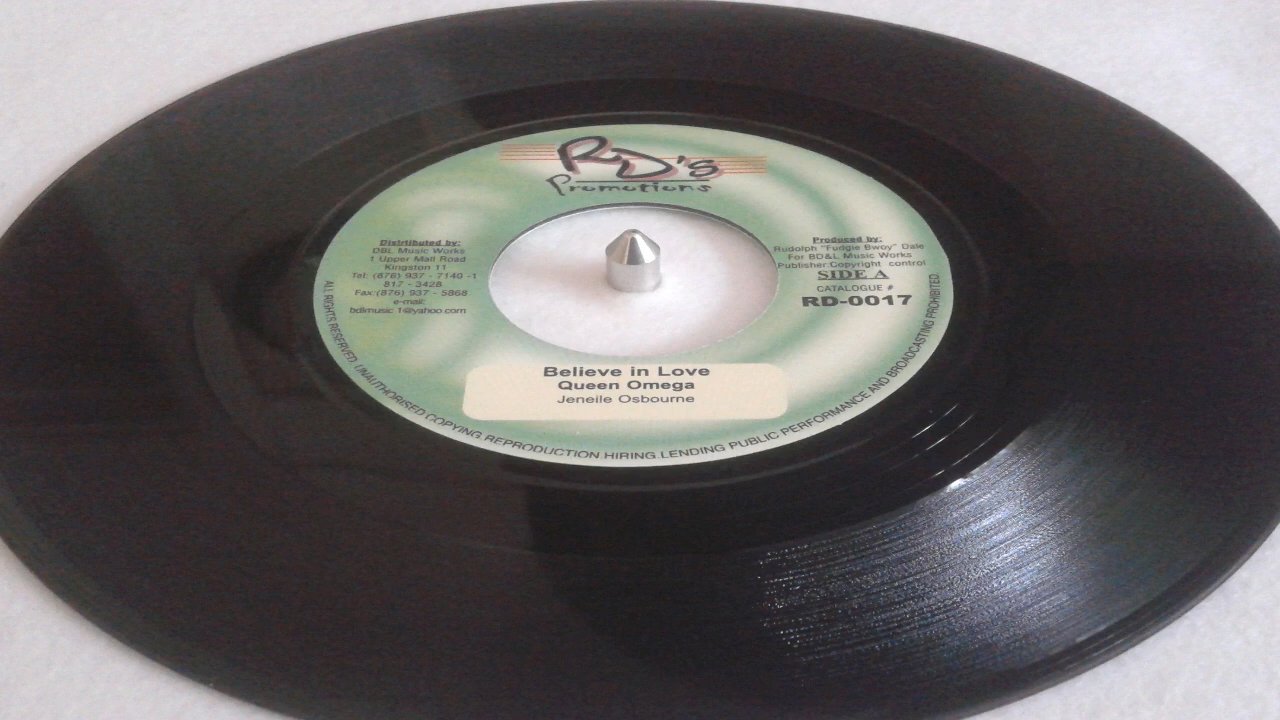 RD's
Promotions
Disirtibuted by:
DBL Music Works
1 Upper Mall Road
Kingston 11
Tel: (876) 937 - 7140 -1
817 - 3428
Fax:(876) 937 - 5868
e-mail:
bdlmusic 1@yahoo.com
Produced by:
Rudolph "Fudgie Bwoy" Dale
For BD&L Music Works
Publisher:Copyright control
SIDE A
CATALOGUE #
RD-0017
Believe in Love
Queen Omega
Jeneile Osbourne
ALL RIGHTS RESERVED. UNAUTHORISED COPYING, REPRODUCTION.HIRING.LENDING PUBLIC PERFORMANCE AND BROADCASTING PROHIBITED